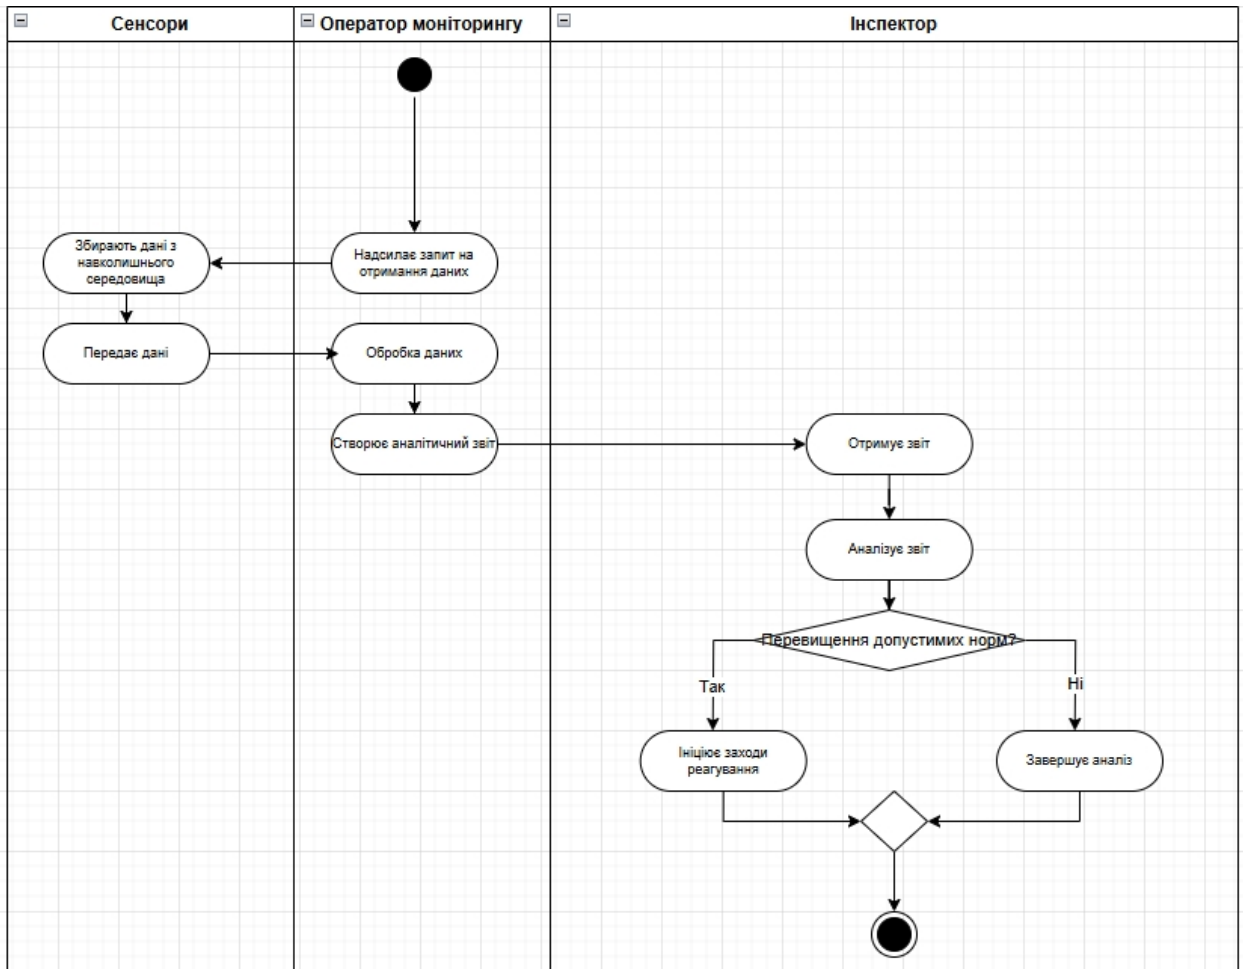 Сенсори
Оператор моніторингу
Інспектор
Збирають дані з
навколишнього
середовища
Надсилає запит на
отримання даних
Передає дані
Обробка даних
Створює аналітичний звіт
Отримує звіт
Аналізує звіт
Перевищення допустимих норм?
Так
Ні
Ініціює заходи
реагування
Завершує аналіз